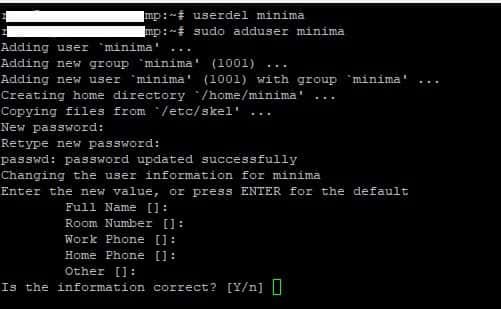 r mp:~# userdel minima
r mp:~# sudo adduser minima
Adding user `minima' ...
Adding new group `minima' (1001) ...
Adding new user `minima' (1001) with group `minima' ...
Creating home directory `/home/minima' ...
Copying files from `/etc/skel' ...
New password:
Retype new password:
passwd: password updated successfully
Changing the user information for minima
Enter the new value, or press ENTER for the default
Full Name []:
Room Number []:
Work Phone []:
Home Phone []:
Other []:
Is the information correct? [Y/n]